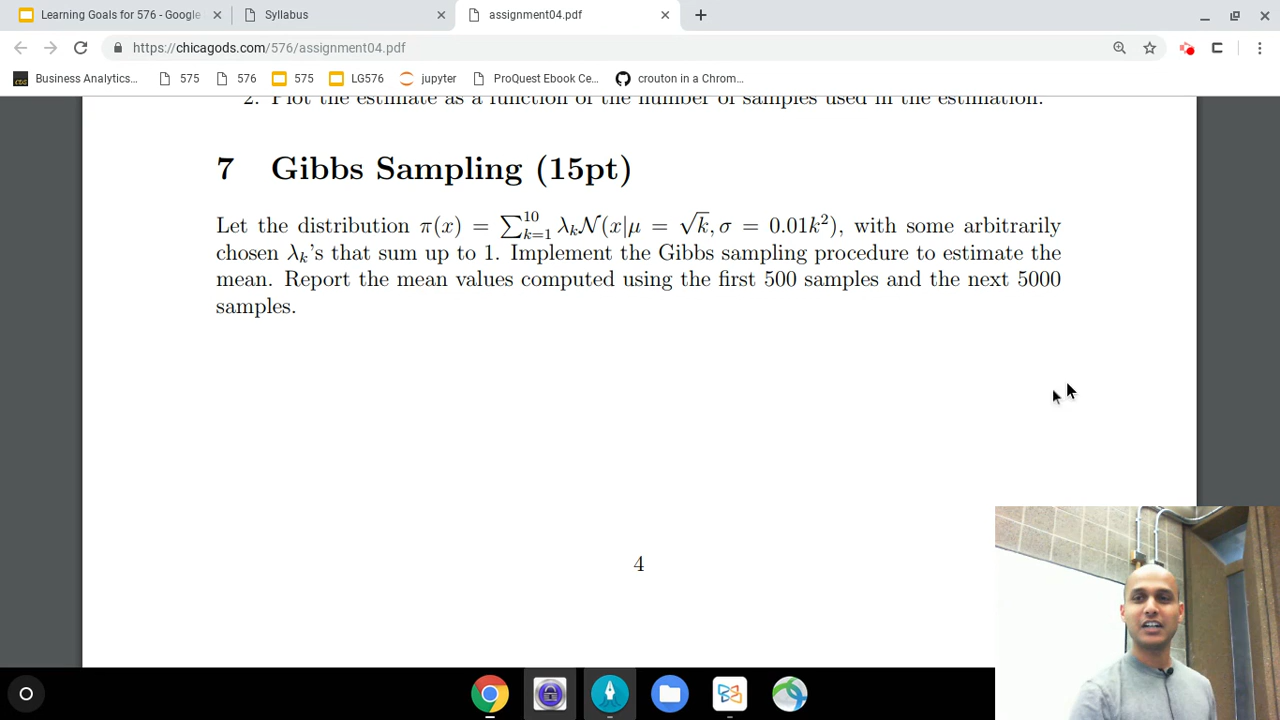 Learning Goals for 576 - Google
Syllabus
assignment04.pdf
https://chicagods.com/576/assignment04.pdf
Business Analytics...
575
576
575
LG576
jupyter
ProQuest Ebook Ce...
crouton in a Chrom...
2. Plot the estimate as a function of the number of samples used in the estimation.
7 Gibbs Sampling (15pt)
Let the distribution π(x) = ∑_{k=1}^{10} λ_k 𝒩(x|μ = √k, σ = 0.01k²), with some arbitrarily
chosen λ_k's that sum up to 1. Implement the Gibbs sampling procedure to estimate the
mean. Report the mean values computed using the first 500 samples and the next 5000
samples.
4